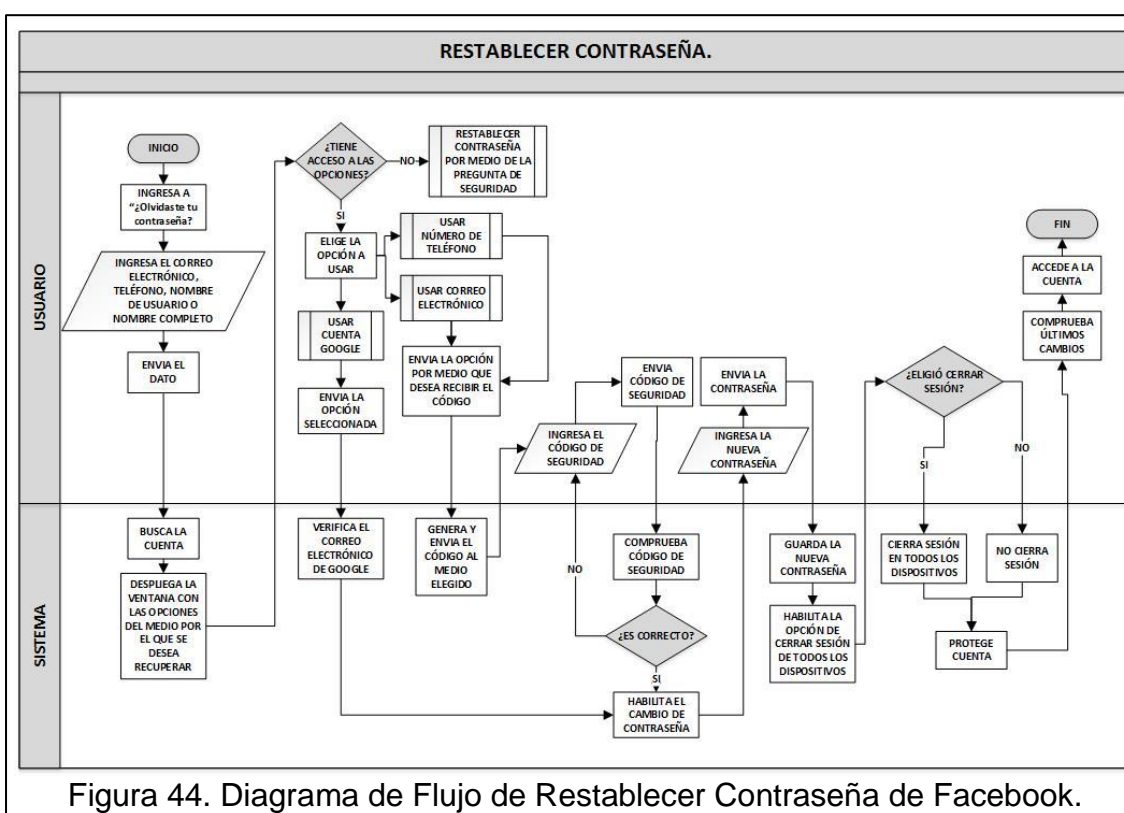 RESTABLECER CONTRASEÑA.
USUARIO
INICIO
INGRESA A
“¿Olvidaste tu
contraseña?
INGRESA EL CORREO
ELECTRÓNICO,
TELÉFONO, NOMBRE
DE USUARIO O
NOMBRE COMPLETO
ENVIA EL
DATO
¿TIENE
ACCESO A LAS
OPCIONES?
NO
RESTABLECER
CONTRASEÑA
POR MEDIO DE LA
PREGUNTA DE
SEGURIDAD
SI
ELIGE LA
OPCIÓN A
USAR
USAR
NÚMERO DE
TELÉFONO
USAR CORREO
ELECTRÓNICO
USAR
CUENTA
GOOGLE
ENVIA LA
OPCIÓN
SELECCIONADA
ENVIA LA OPCIÓN
POR MEDIO QUE
DESEA RECIBIR EL
CÓDIGO
INGRESA EL
CÓDIGO DE
SEGURIDAD
ENVIA
CÓDIGO DE
SEGURIDAD
ENVIA LA
CONTRASEÑA
INGRESA LA
NUEVA
CONTRASEÑA
¿ELIGIÓ CERRAR
SESIÓN?
SI
NO
FIN
ACCEDE A LA
CUENTA
COMPRUEBA
ÚLTIMOS
CAMBIOS
SISTEMA
BUSCA LA
CUENTA
DESPLIEGA LA
VENTANA CON
LAS OPCIONES
DEL MEDIO POR
EL QUE SE
DESEA
RECUPERAR
VERIFICA EL
CORREO
ELECTRÓNICO
DE GOOGLE
GENERA Y
ENVIA EL
CÓDIGO AL
MEDIO
ELEGIDO
NO
COMPRUEBA
CÓDIGO DE
SEGURIDAD
¿ES CORRECTO?
SI
HABILITA EL
CAMBIO DE
CONTRASEÑA
GUARDA LA
NUEVA
CONTRASEÑA
HABILITA LA
OPCIÓN DE
CERRAR SESIÓN
DE TODOS LOS
DISPOSITIVOS
CIERRA SESIÓN
EN TODOS LOS
DISPOSITIVOS
NO CIERRA
SESIÓN
PROTEGE
CUENTA
Figura 44. Diagrama de Flujo de Restablecer Contraseña de Facebook.